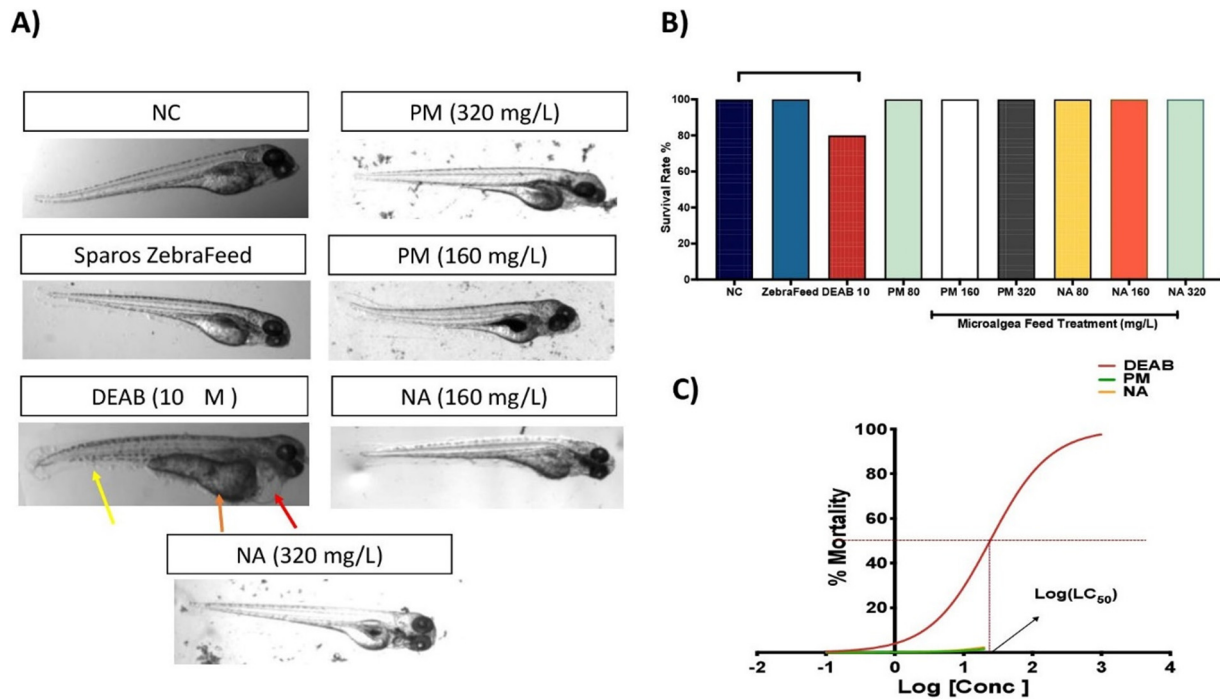 A)
NC
PM (320 mg/L)
Sparos ZebraFeed
PM (160 mg/L)
DEAB (10 M )
NA (160 mg/L)
NA (320 mg/L)
B)
Survival Rate %
100
80
60
40
20
0
NC ZebraFeed DEAB 10 PM 80 PM 160 PM 320 NA 80 NA 160 NA 320
Microalgea Feed Treatment (mg/L)
C)
DEAB
PM
NA
% Mortality
100
80
60
40
20
Log(LC50)
-2 -1 0 1 2 3 4
Log [Conc ]